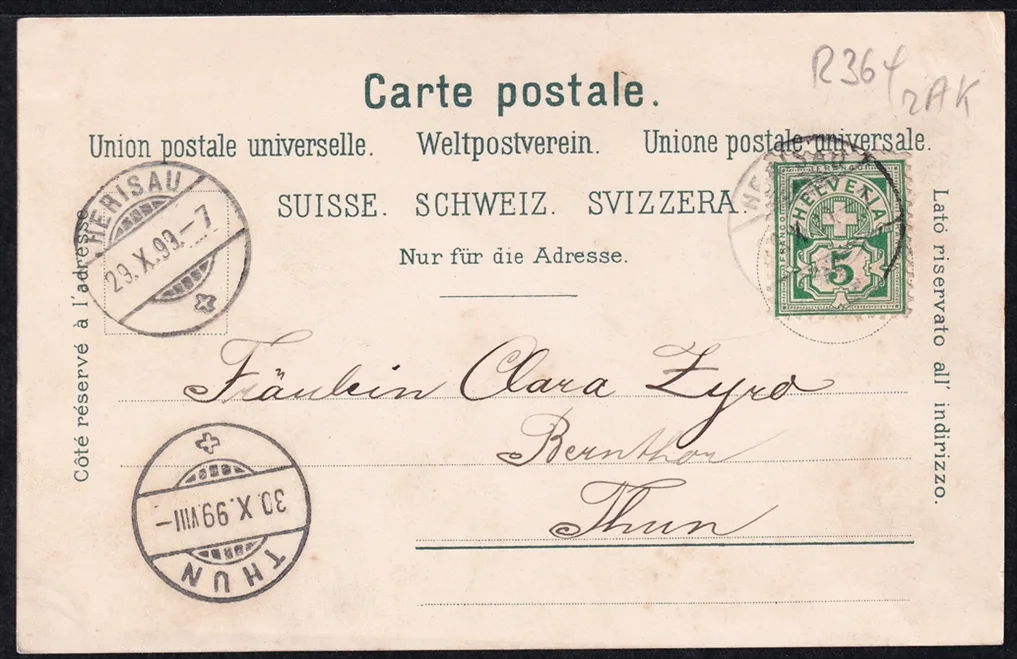 R364
2AK
Carte postale.
Union postale universelle. Weltpostverein. Unione postale universale.
SUISSE. SCHWEIZ. SVIZZERA.
Nur für die Adresse.
HERISAU
29.X.99.-7
HERISAU
FRANCO
HELVETIA
5
Côté réservé à l'adresse
Lato riservato all' indirizzo.
Fräulein Clara Zyro
Bernthor
Thun
30.X.99.VIII-
THUN